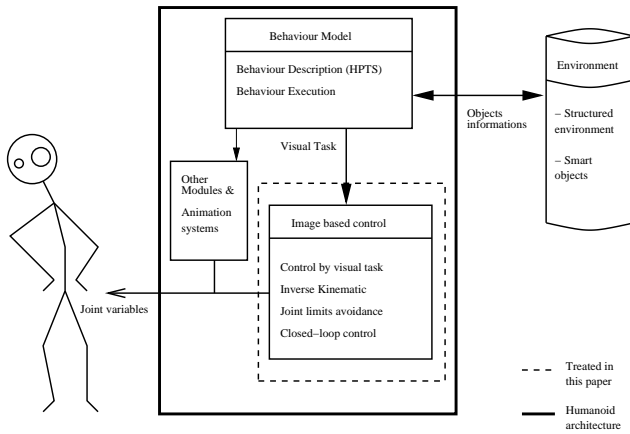 Behaviour Model
Behaviour Description (HPTS)
Behaviour Execution
Environment
– Structured
environment
– Smart
objects
Objects
informations
Visual Task
Other
Modules &
Animation
systems
Image based control
Control by visual task
Inverse Kinematic
Joint limits avoidance
Closed–loop control
Joint variables
Treated in
this paper
Humanoid
architecture